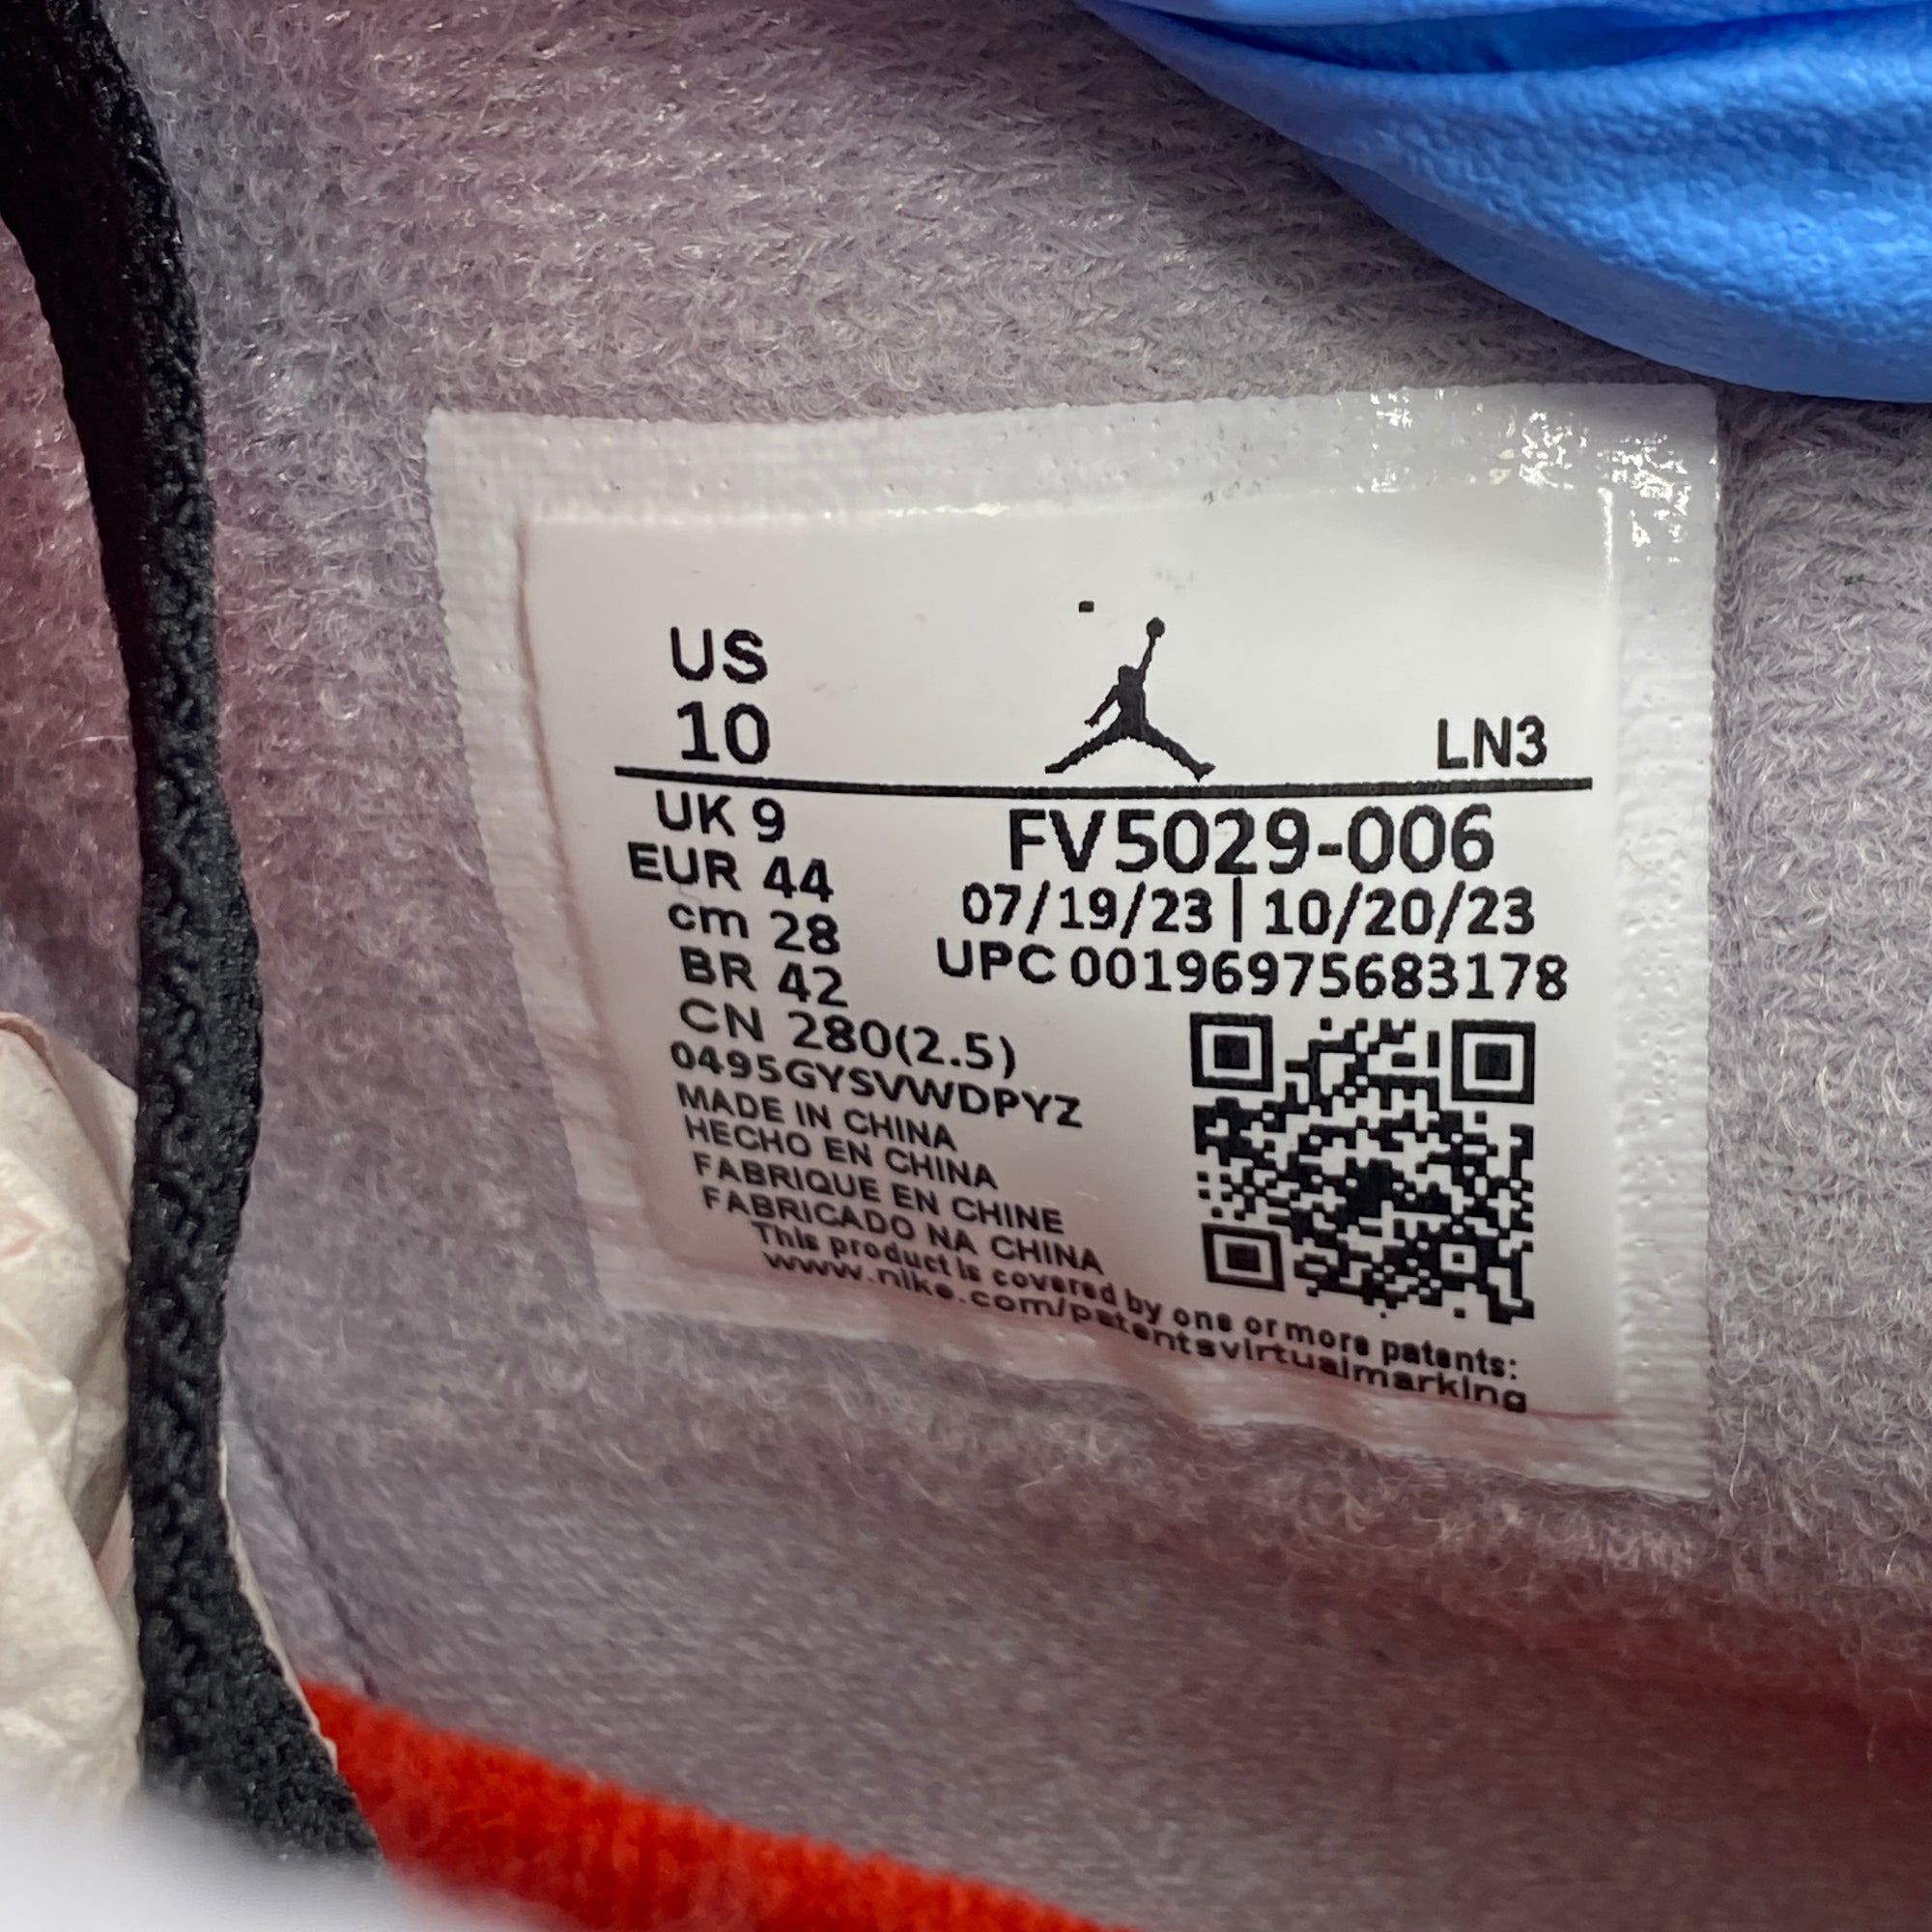 US
10
LN3
UK 9
EUR 44
cm 28
BR 42
CN 280(2.5)
FV5029-006
07/19/23 | 10/20/23
UPC 00196975683178
0495GYSVWDPYZ
MADE IN CHINA
HECHO EN CHINA
FABRIQUE EN CHINE
FABRICADO NA CHINA
This product is covered by one or more patents:
www.nike.com/patentsvirtualmarking